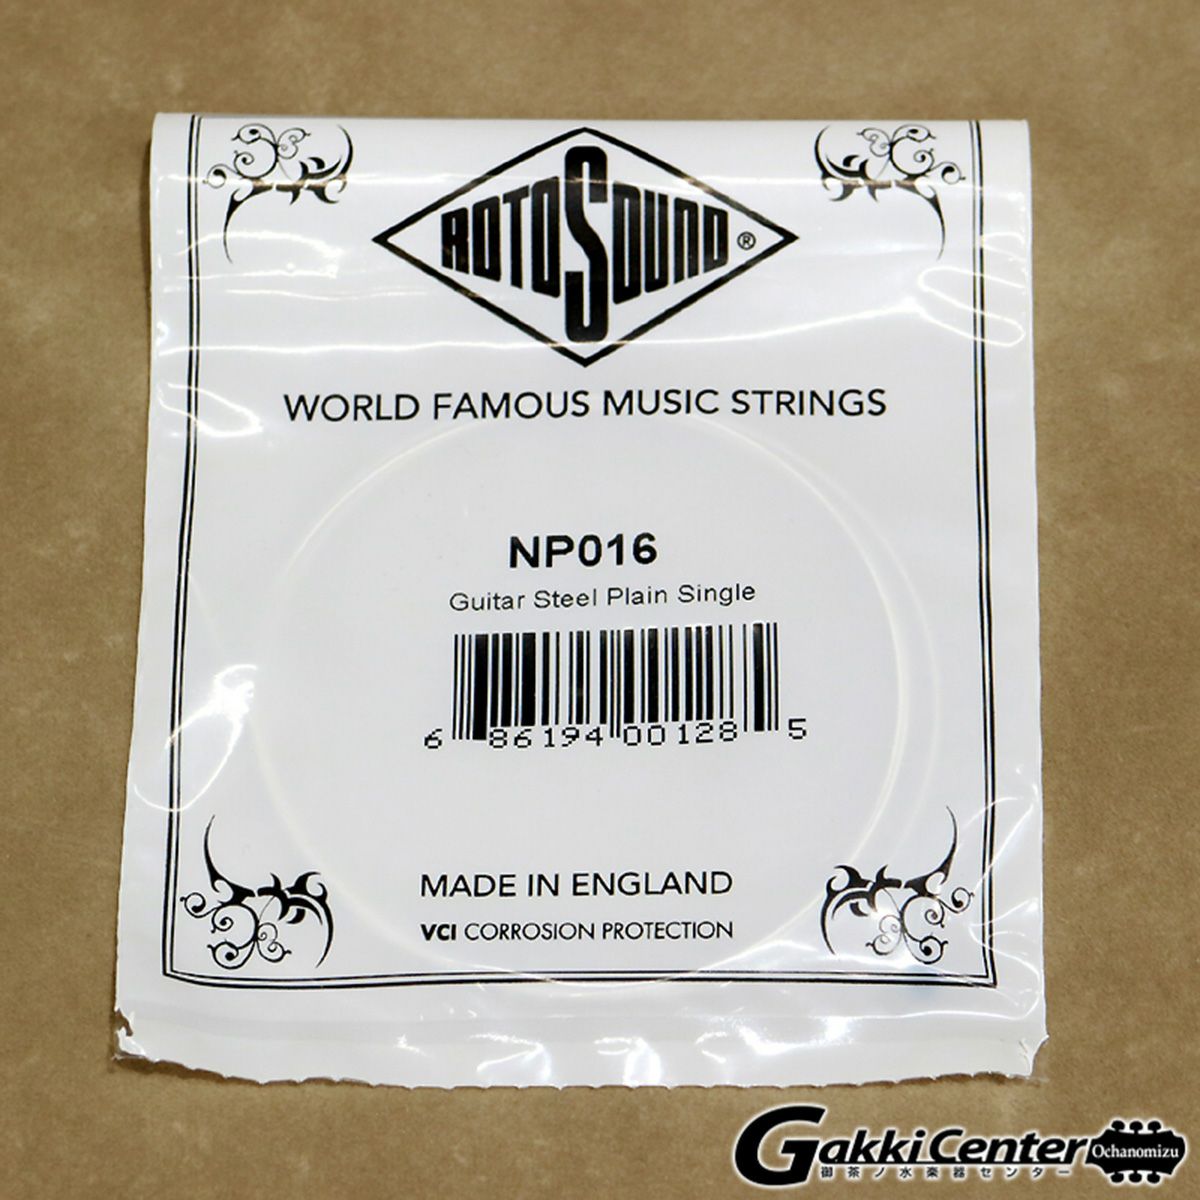 ROTOSOUND®
WORLD FAMOUS MUSIC STRINGS
NP016
Guitar Steel Plain Single
6 86194 00128 5
MADE IN ENGLAND
VCI CORROSION PROTECTION
GakkiCenter Ochanomizu
御茶ノ水楽器センター